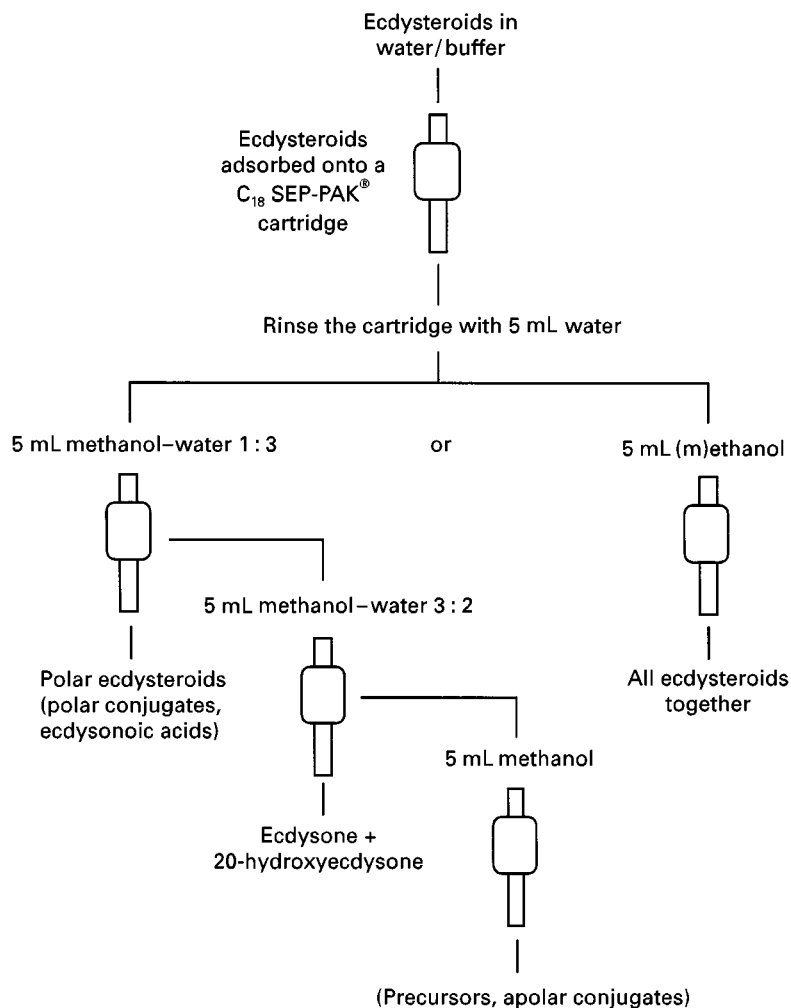 Ecdysteroids in
water/buffer
Ecdysteroids
adsorbed onto a
C₁₈ SEP-PAK®
cartridge
Rinse the cartridge with 5 mL water
5 mL methanol–water 1 : 3
or
5 mL (m)ethanol
5 mL methanol–water 3 : 2
Polar ecdysteroids
(polar conjugates,
ecdysonoic acids)
All ecdysteroids
together
5 mL methanol
Ecdysone +
20-hydroxyecdysone
(Precursors, apolar conjugates)